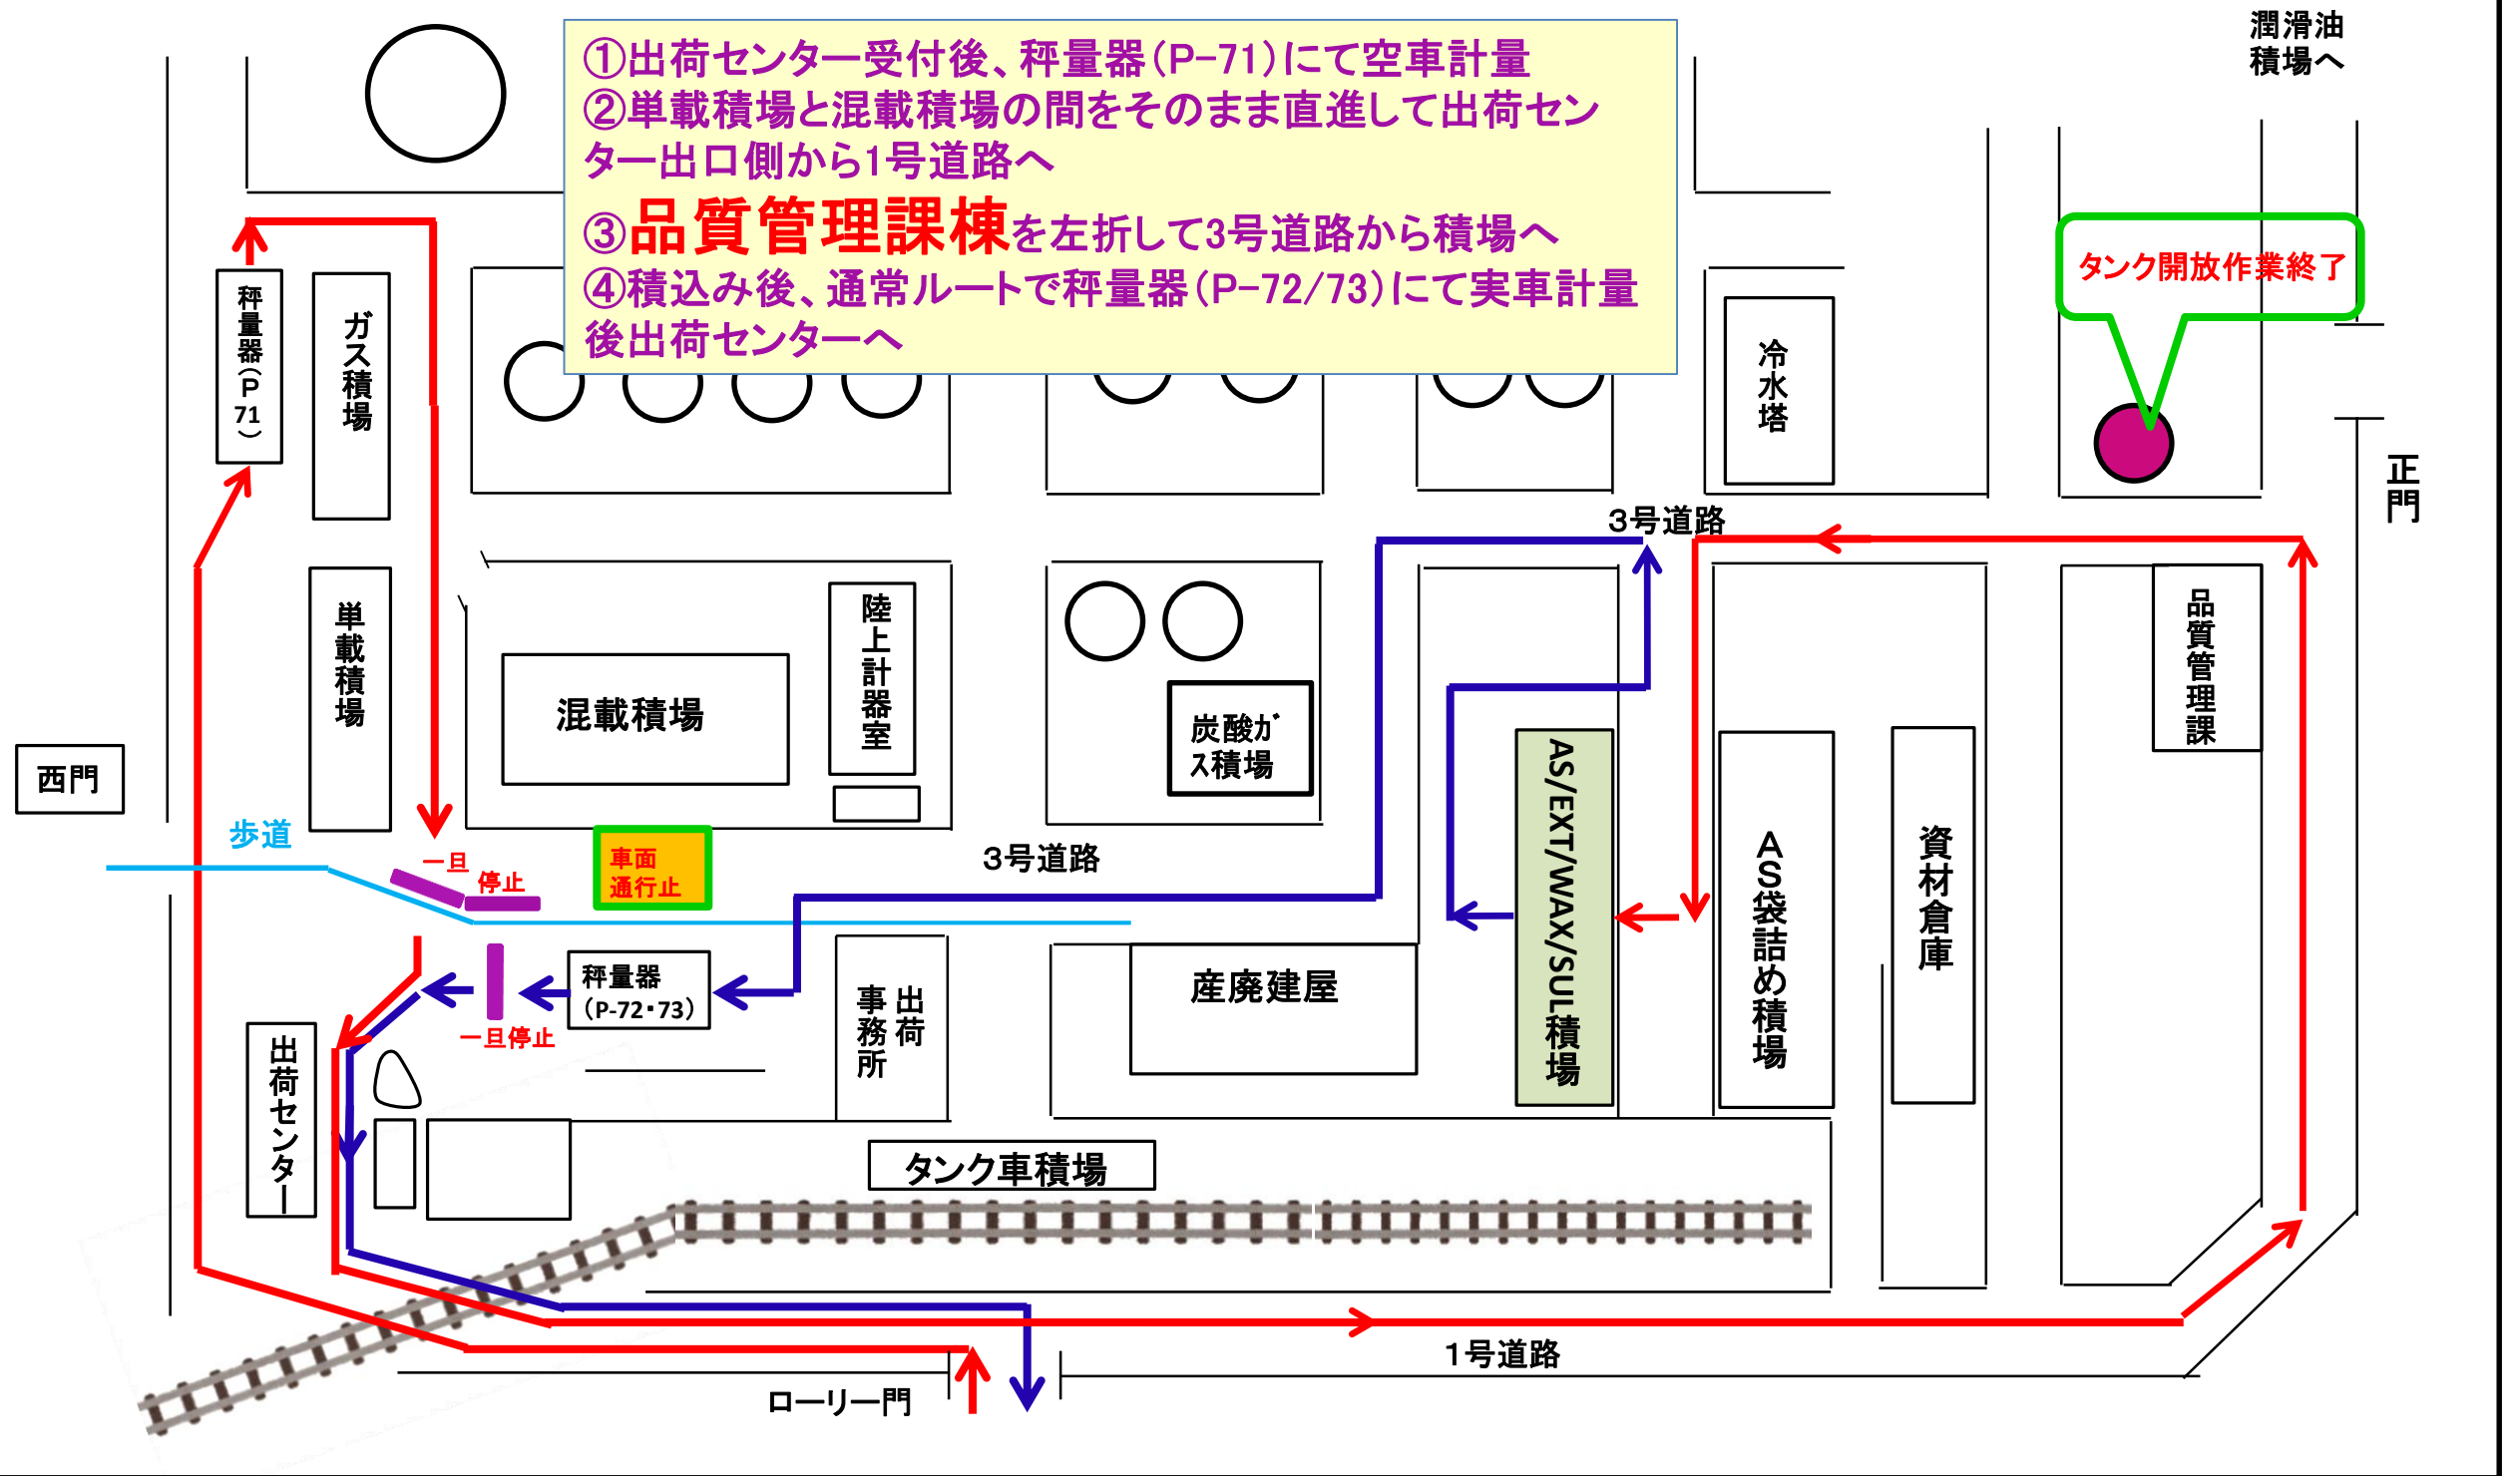 ①出荷センター受付後、秤量器（P-71）にて空車計量
②単載積場と混載積場の間をそのまま直進して出荷セン
ター出口側から1号道路へ
③品質管理課棟を左折して3号道路から積場へ
④積込み後、通常ルートで秤量器（P-72/73）にて実車計量
後出荷センターへ
潤滑油
積場へ
タンク開放作業終了
秤量器（P
71）
ガス積場
冷水塔
正門
３号道路
単載積場
混載積場
陸上計器室
炭酸ｶﾞ
ｽ積場
品質管理課
西門
歩道
一旦
停止
車面
通行止
３号道路
AS/EXT/WAX/SUL積場
ＡＳ袋詰め積場
資材倉庫
秤量器
（P-72・73）
一旦停止
出荷
事務所
産廃建屋
出荷センター
タンク車積場
１号道路
ローリー門